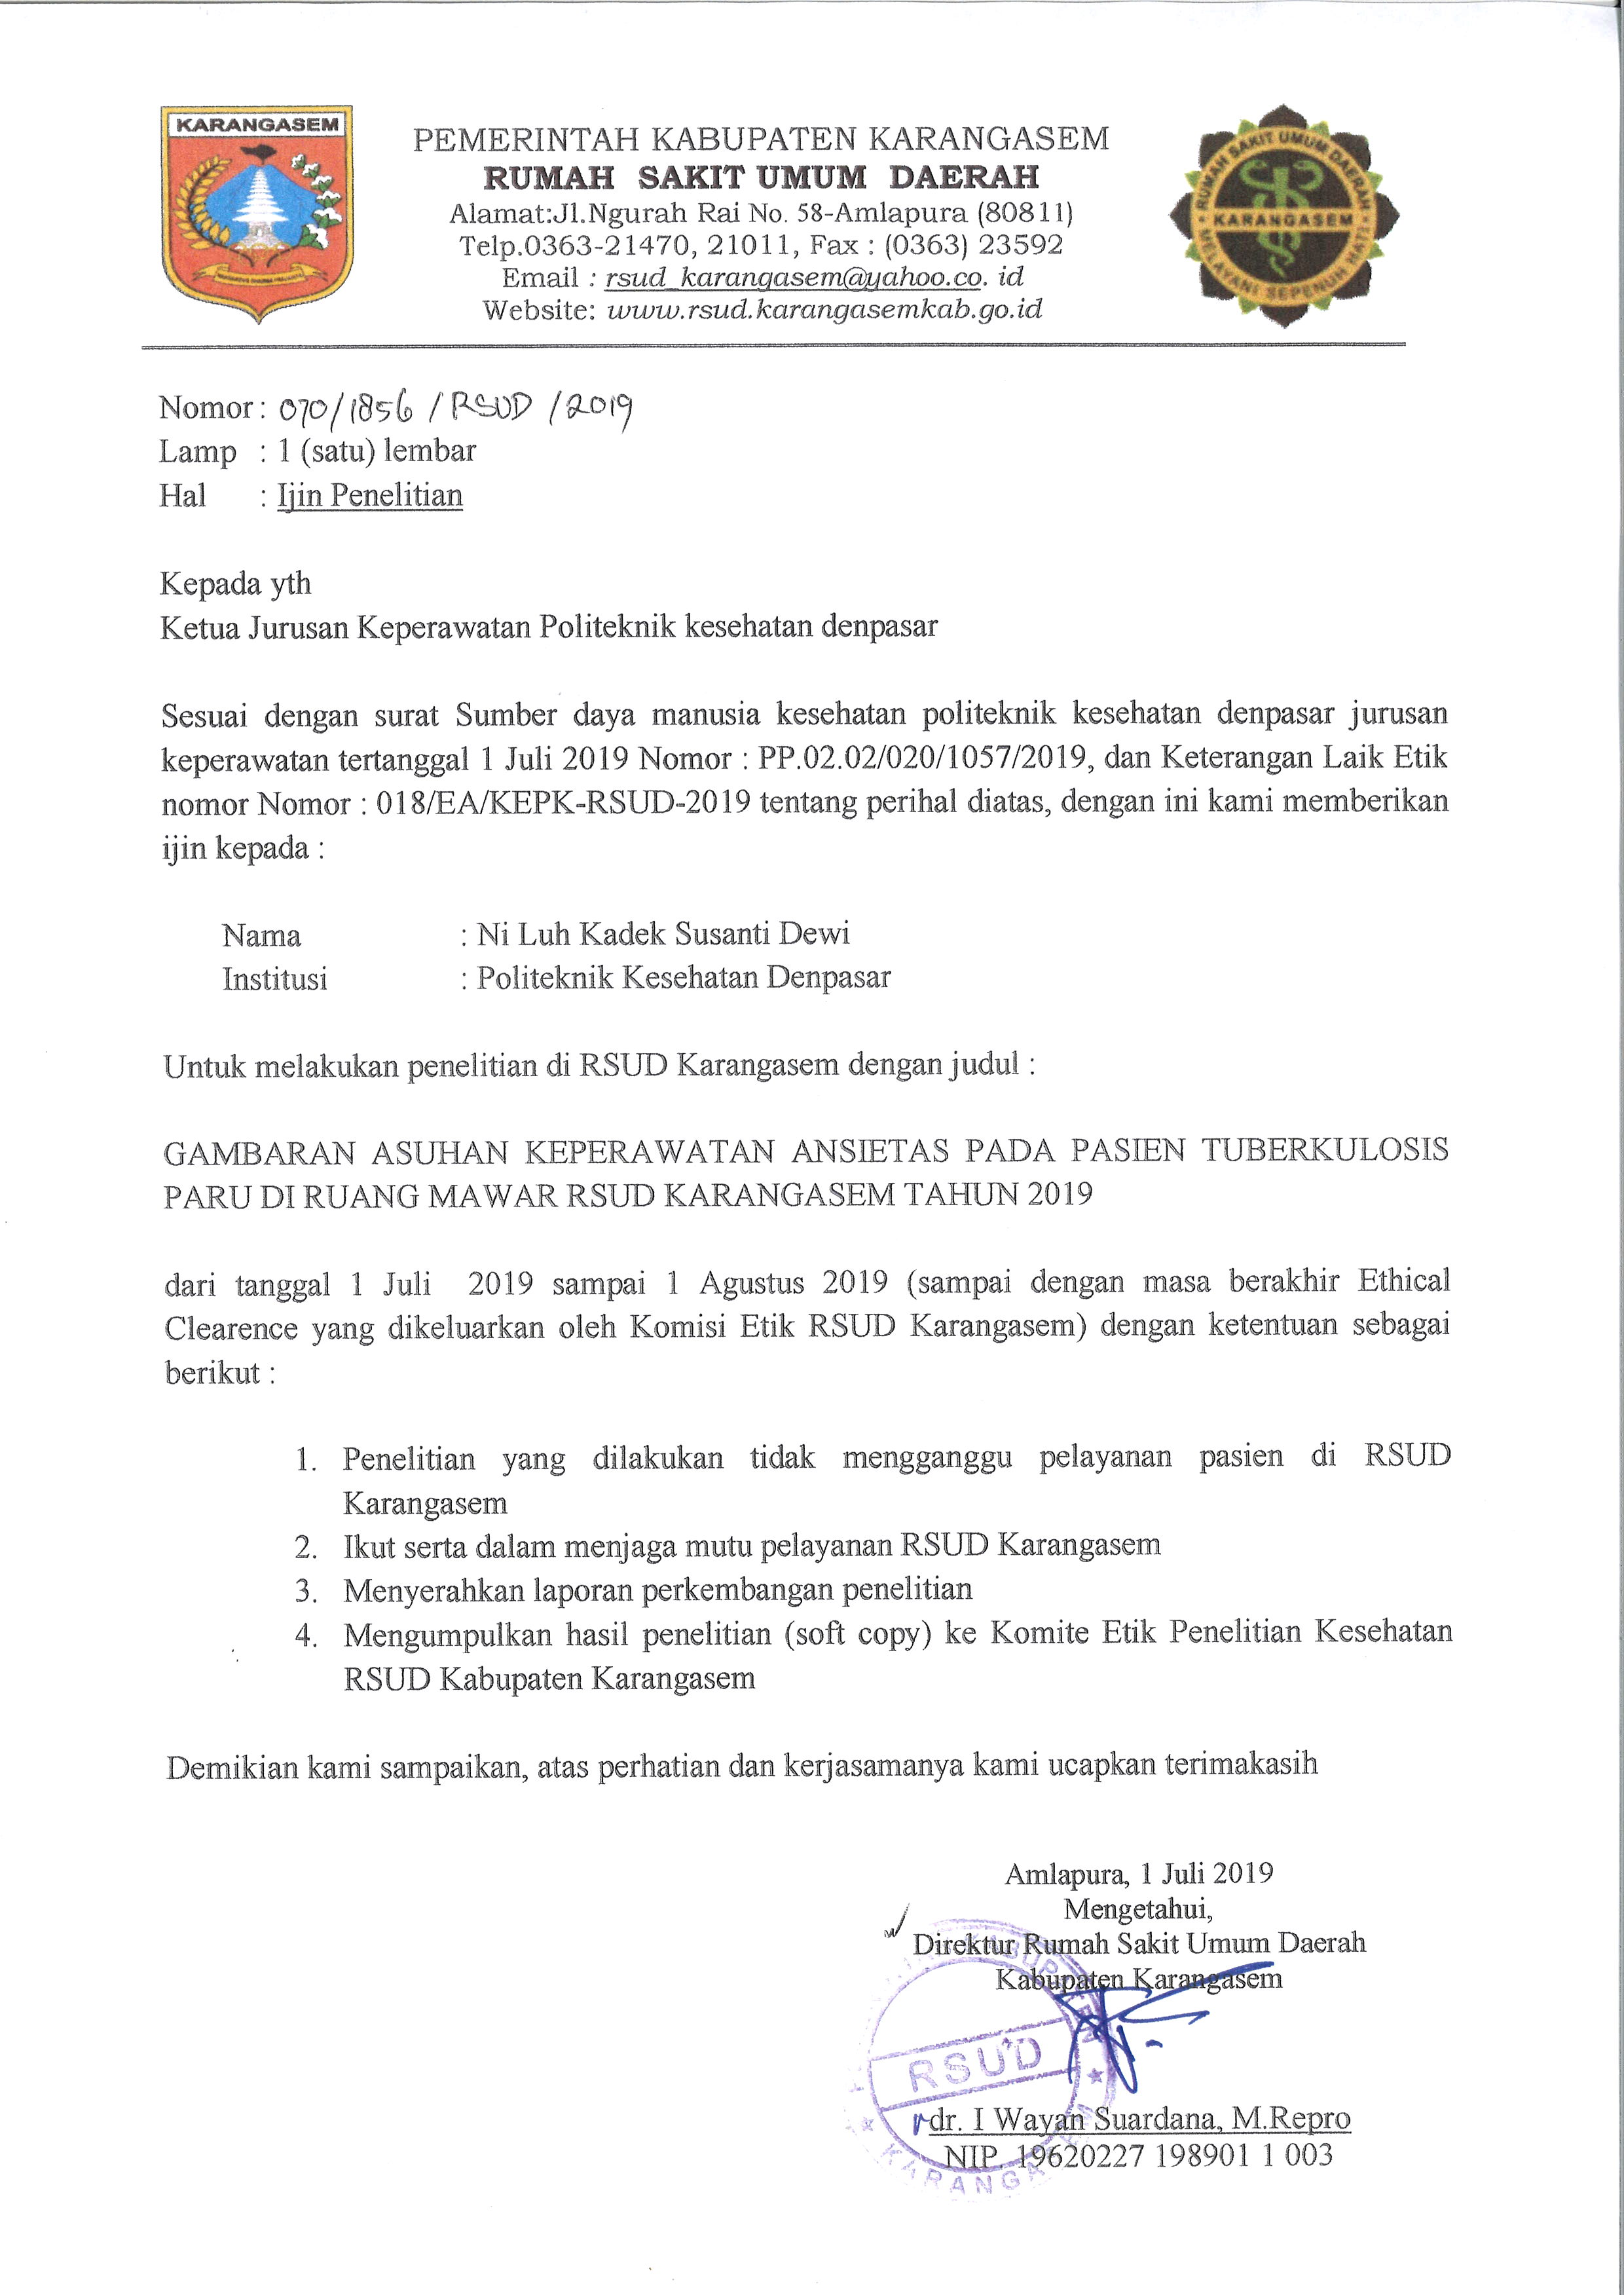 KARANGASEM
PEMERINTAH KABUPATEN KARANGASEM
RUMAH SAKIT UMUM DAERAH
Alamat:Jl.Ngurah Rai No. 58-Amlapura (80811)
Telp.0363-21470, 21011, Fax : (0363) 23592
Email : rsud_karangasem@yahoo.co. id
Website: www.rsud.karangasemkab.go.id
RUMAH SAKIT UMUM DAERAH
KARANGASEM
MELAYANI SEPENUH HATI
Nomor : 070/1856/RSUD/2019
Lamp : 1 (satu) lembar
Hal : Ijin Penelitian
Kepada yth
Ketua Jurusan Keperawatan Politeknik kesehatan denpasar
Sesuai dengan surat Sumber daya manusia kesehatan politeknik kesehatan denpasar jurusan
keperawatan tertanggal 1 Juli 2019 Nomor : PP.02.02/020/1057/2019, dan Keterangan Laik Etik
nomor Nomor : 018/EA/KEPK-RSUD-2019 tentang perihal diatas, dengan ini kami memberikan
ijin kepada :
Nama : Ni Luh Kadek Susanti Dewi
Institusi : Politeknik Kesehatan Denpasar
Untuk melakukan penelitian di RSUD Karangasem dengan judul :
GAMBARAN ASUHAN KEPERAWATAN ANSIETAS PADA PASIEN TUBERKULOSIS
PARU DI RUANG MAWAR RSUD KARANGASEM TAHUN 2019
dari tanggal 1 Juli 2019 sampai 1 Agustus 2019 (sampai dengan masa berakhir Ethical
Clearence yang dikeluarkan oleh Komisi Etik RSUD Karangasem) dengan ketentuan sebagai
berikut :
1. Penelitian yang dilakukan tidak mengganggu pelayanan pasien di RSUD
Karangasem
2. Ikut serta dalam menjaga mutu pelayanan RSUD Karangasem
3. Menyerahkan laporan perkembangan penelitian
4. Mengumpulkan hasil penelitian (soft copy) ke Komite Etik Penelitian Kesehatan
RSUD Kabupaten Karangasem
Demikian kami sampaikan, atas perhatian dan kerjasamanya kami ucapkan terimakasih
Amlapura, 1 Juli 2019
Mengetahui,
Direktur Rumah Sakit Umum Daerah
Kabupaten Karangasem
RSUD
dr. I Wayan Suardana, M.Repro
NIP. 19620227 198901 1 003